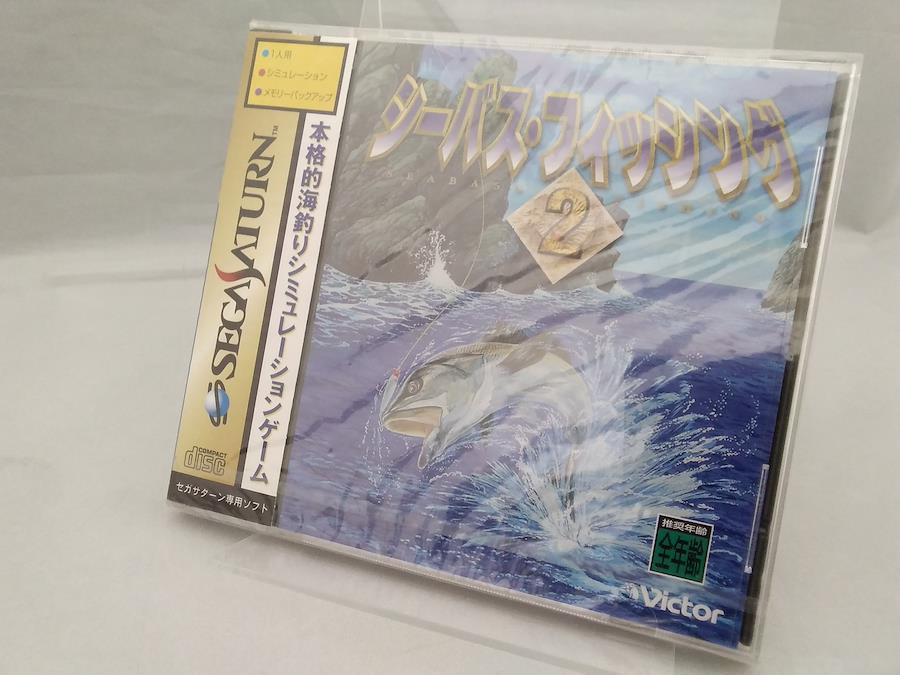 1人用
シミュレーション
メモリーバックアップ
SEGA SATURN™
COMPACT
disc
セガサターン専用ソフト
本格的海釣りシミュレーションゲーム
シーバス・フィッシング
2
推奨年齢
全年齢
Victor